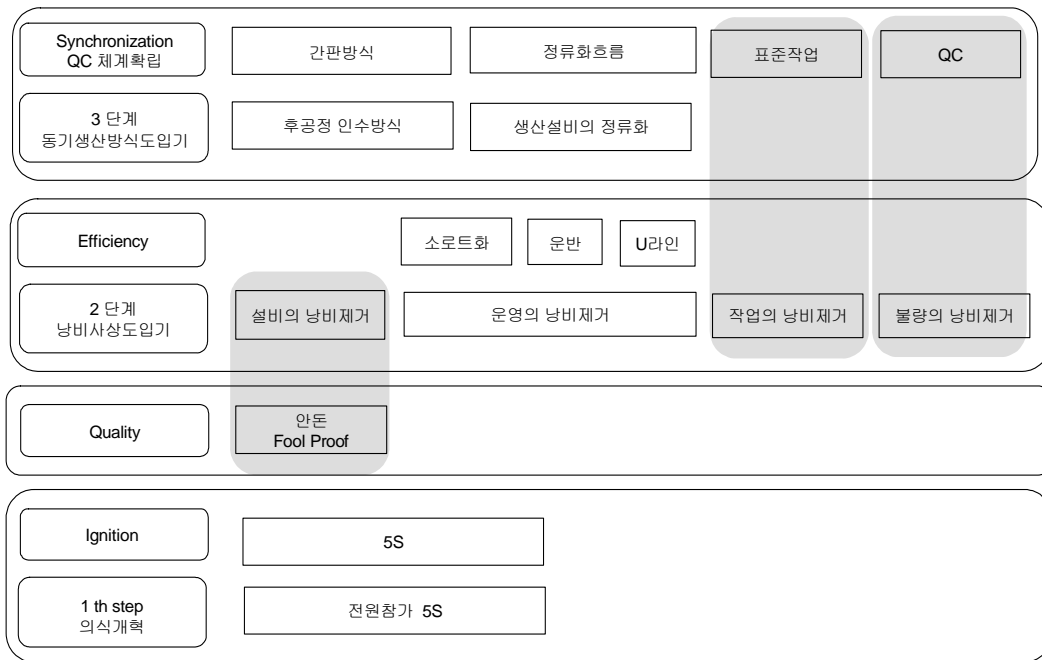 Synchronization
QC 체계확립
간판방식
정류화흐름
표준작업
QC
3 단계
동기생산방식도입기
후공정 인수방식
생산설비의 정류화
Efficiency
소로트화
운반
U라인
2 단계
낭비사상도입기
설비의 낭비제거
운영의 낭비제거
작업의 낭비제거
불량의 낭비제거
Quality
안돈
Fool Proof
Ignition
5S
1 th step
의식개혁
전원참가 5S